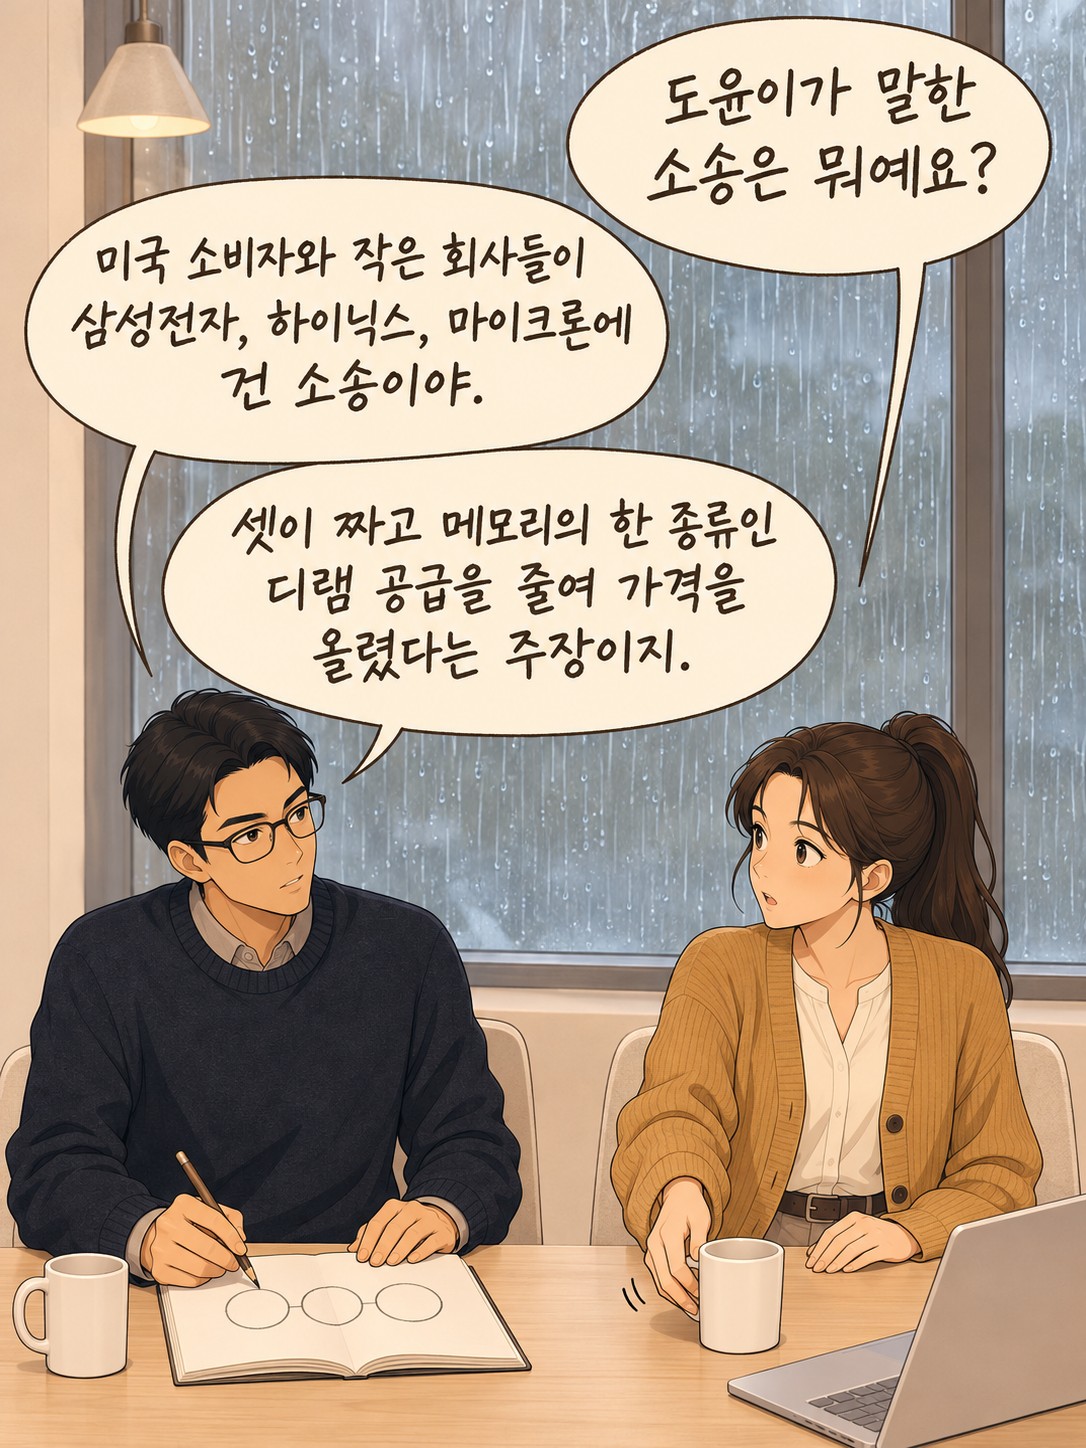 도윤이가 말한
소송은 뭐예요?
미국 소비자와 작은 회사들이
삼성전자, 하이닉스, 마이크론에
건 소송이야.
셋이 짜고 메모리의 한 종류인
디램 공급을 줄여 가격을
올렸다는 주장이지.